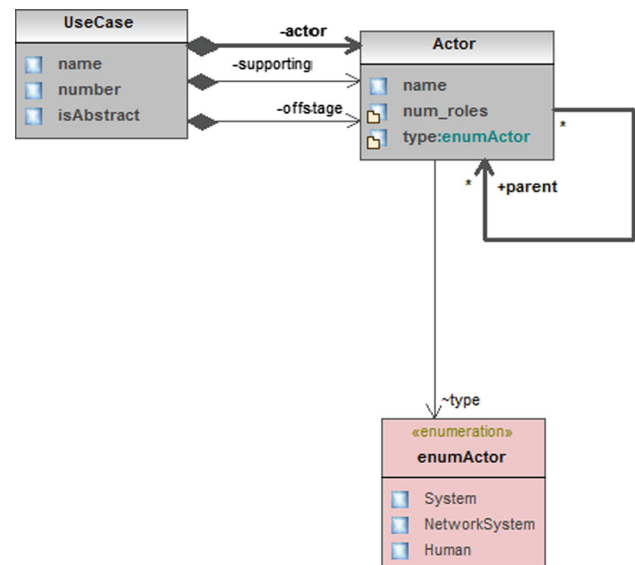 UseCase
name
number
isAbstract
-actor
-supporting
-offstage
Actor
name
num_roles
type:enumActor
*
*
+parent
~type
«enumeration»
enumActor
System
NetworkSystem
Human